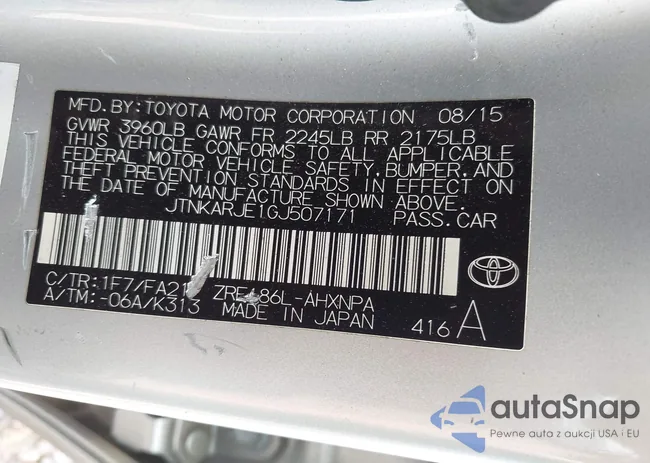 MFD. BY: TOYOTA MOTOR CORPORATION 08/15
GVWR 3960LB GAWR FR 2245LB RR 2175LB
THIS VEHICLE CONFORMS TO ALL APPLICABLE
FEDERAL MOTOR VEHICLE SAFETY, BUMPER, AND
THEFT PREVENTION STANDARDS IN EFFECT ON
THE DATE OF MANUFACTURE SHOWN ABOVE.
JTNKARJE1GJ507171 PASS. CAR
C/TR: 1F7/FA21 ZRE186L-AHXNPA
A/TM: -06A/K313 MADE IN JAPAN 416 A
autaSnap
Pewne auta z aukcji USA i EU